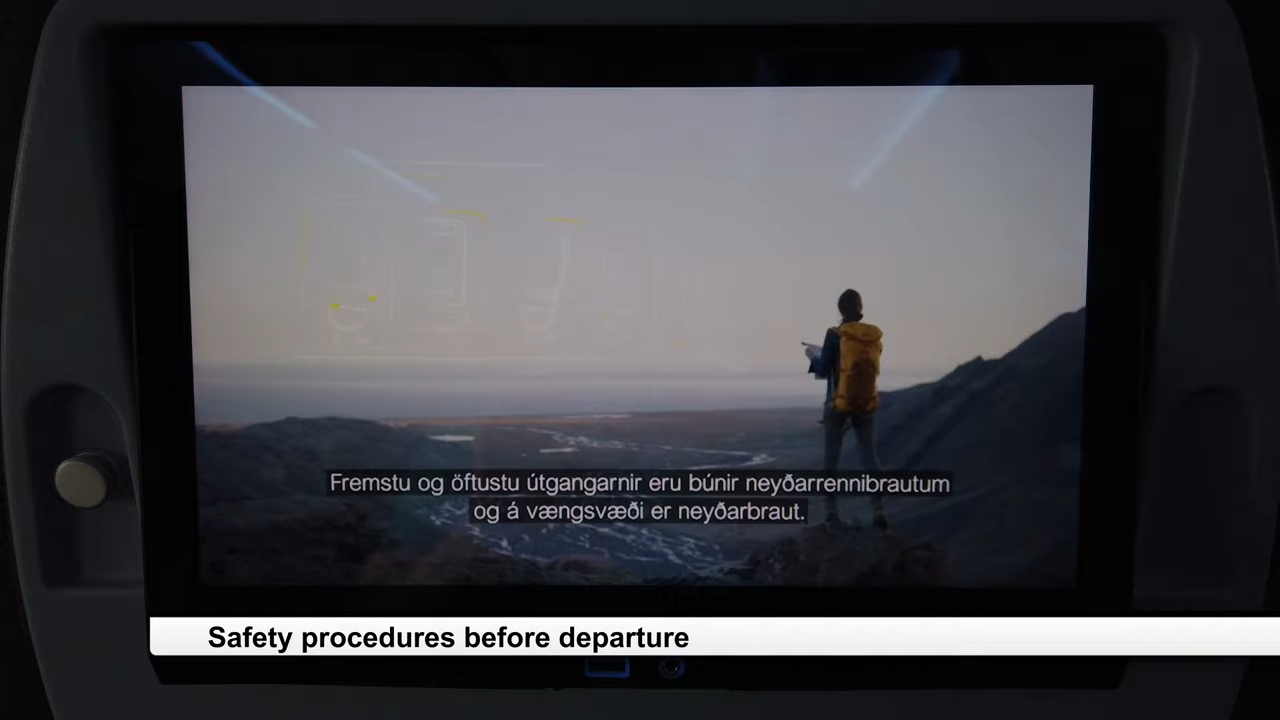 Fremstu og öftustu útgangarnir eru búnir neyðarrennibrautum
og á vængsvæði er neyðarbraut.
Safety procedures before departure